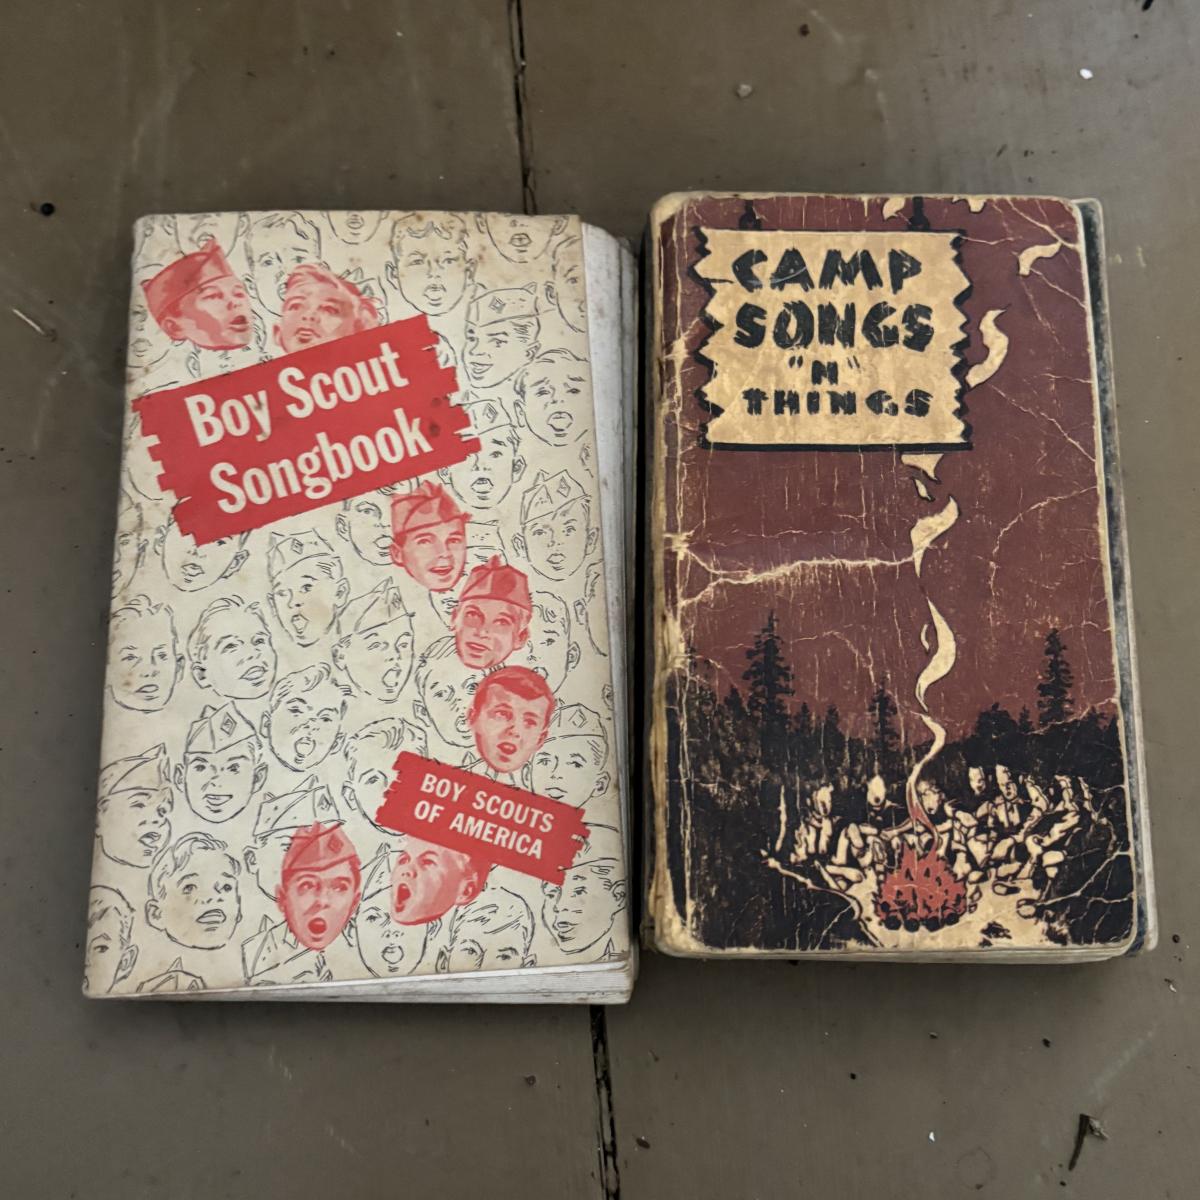 Boy Scout
Songbook
BOY SCOUTS
OF AMERICA
CAMP
SONGS
"N"
THINGS